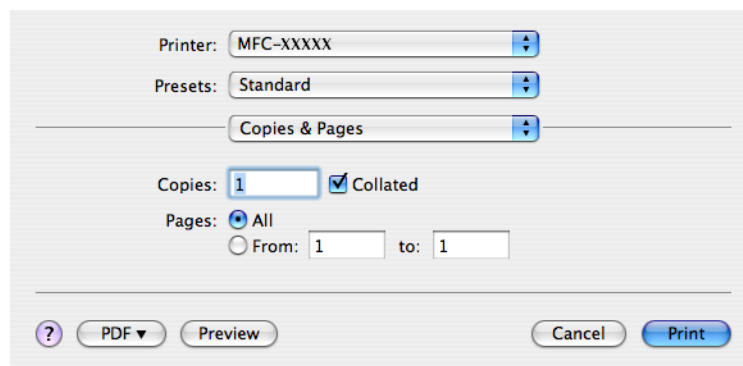 Printer: MFC-XXXXX
Presets: Standard
Copies & Pages
Copies: 1 Collated
Pages: All
From: 1 to: 1
? PDF▼ Preview Cancel Print